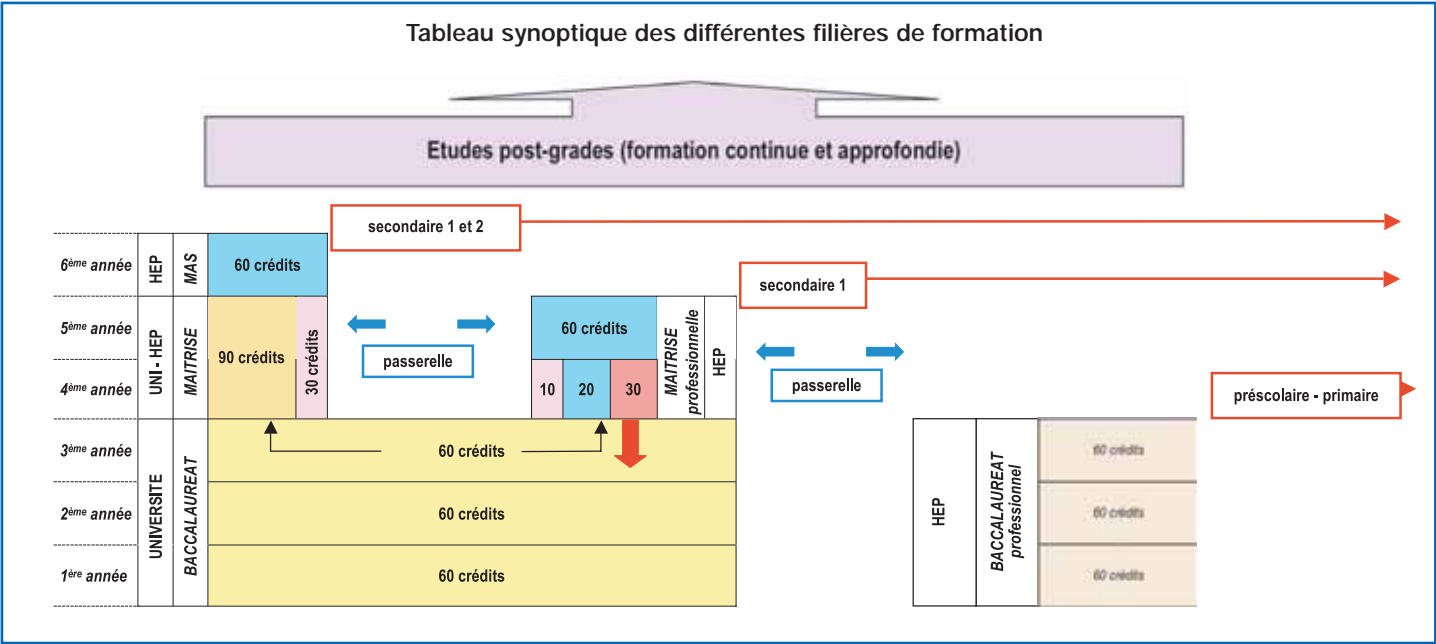 Tableau synoptique des différentes filières de formation
Etudes post-grades (formation continue et approfondie)
secondaire 1 et 2
6ème année
HEP
MAS
60 crédits
secondaire 1
5ème année
4ème année
UNI - HEP
MAITRISE
90 crédits
30 crédits
passerelle
60 crédits
10
20
30
MAITRISE
professionnelle
HEP
passerelle
préscolaire - primaire
3ème année
2ème année
1ère année
UNIVERSITE
BACCALAUREAT
60 crédits
60 crédits
60 crédits
HEP
BACCALAUREAT
professionnel
60 crédits
60 crédits
60 crédits